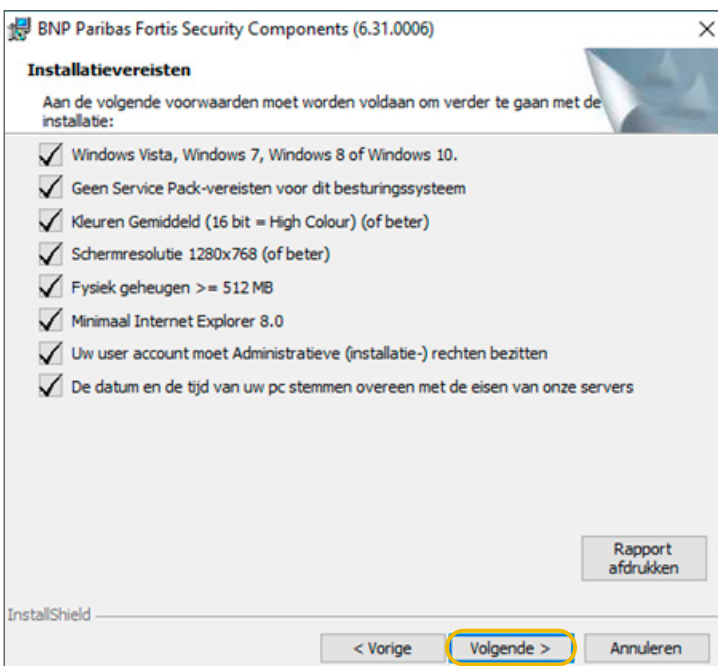 BNP Paribas Fortis Security Components (6.31.0006)
Installatievereisten
Aan de volgende voorwaarden moet worden voldaan om verder te gaan met de
installatie:
Windows Vista, Windows 7, Windows 8 of Windows 10.
Geen Service Pack-vereisten voor dit besturingssysteem
Kleuren Gemiddeld (16 bit = High Colour) (of beter)
Schermresolutie 1280x768 (of beter)
Fysiek geheugen >= 512 MB
Minimaal Internet Explorer 8.0
Uw user account moet Administratieve (installatie-) rechten bezitten
De datum en de tijd van uw pc stemmen overeen met de eisen van onze servers
Rapport
afdrukken
InstallShield
< Vorige
Volgende >
Annuleren